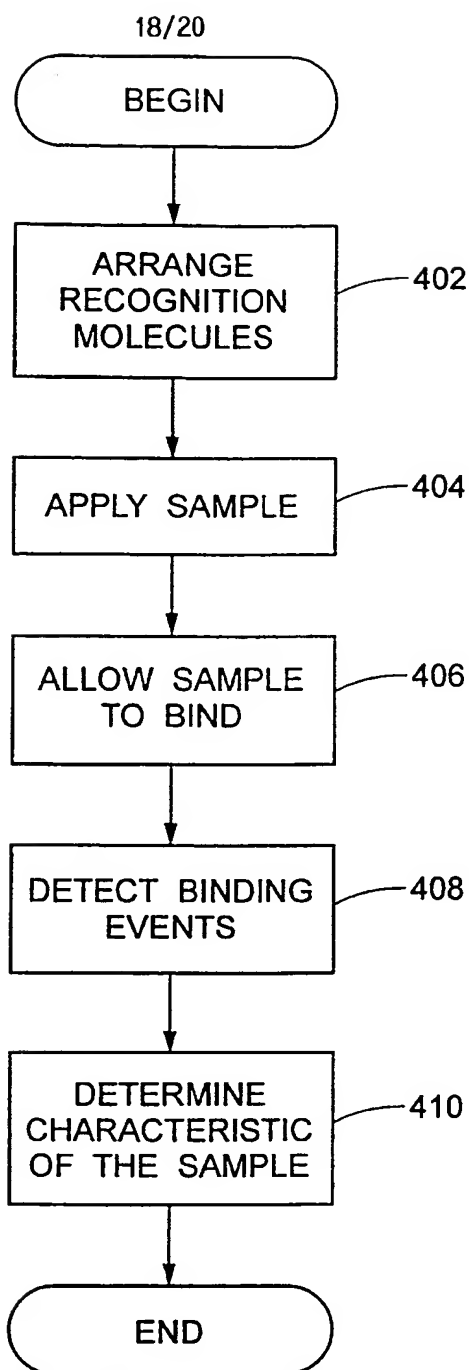 18/20
BEGIN
ARRANGE
RECOGNITION
MOLECULES
402
APPLY SAMPLE
404
ALLOW SAMPLE
TO BIND
406
DETECT BINDING
EVENTS
408
DETERMINE
CHARACTERISTIC
OF THE SAMPLE
410
END